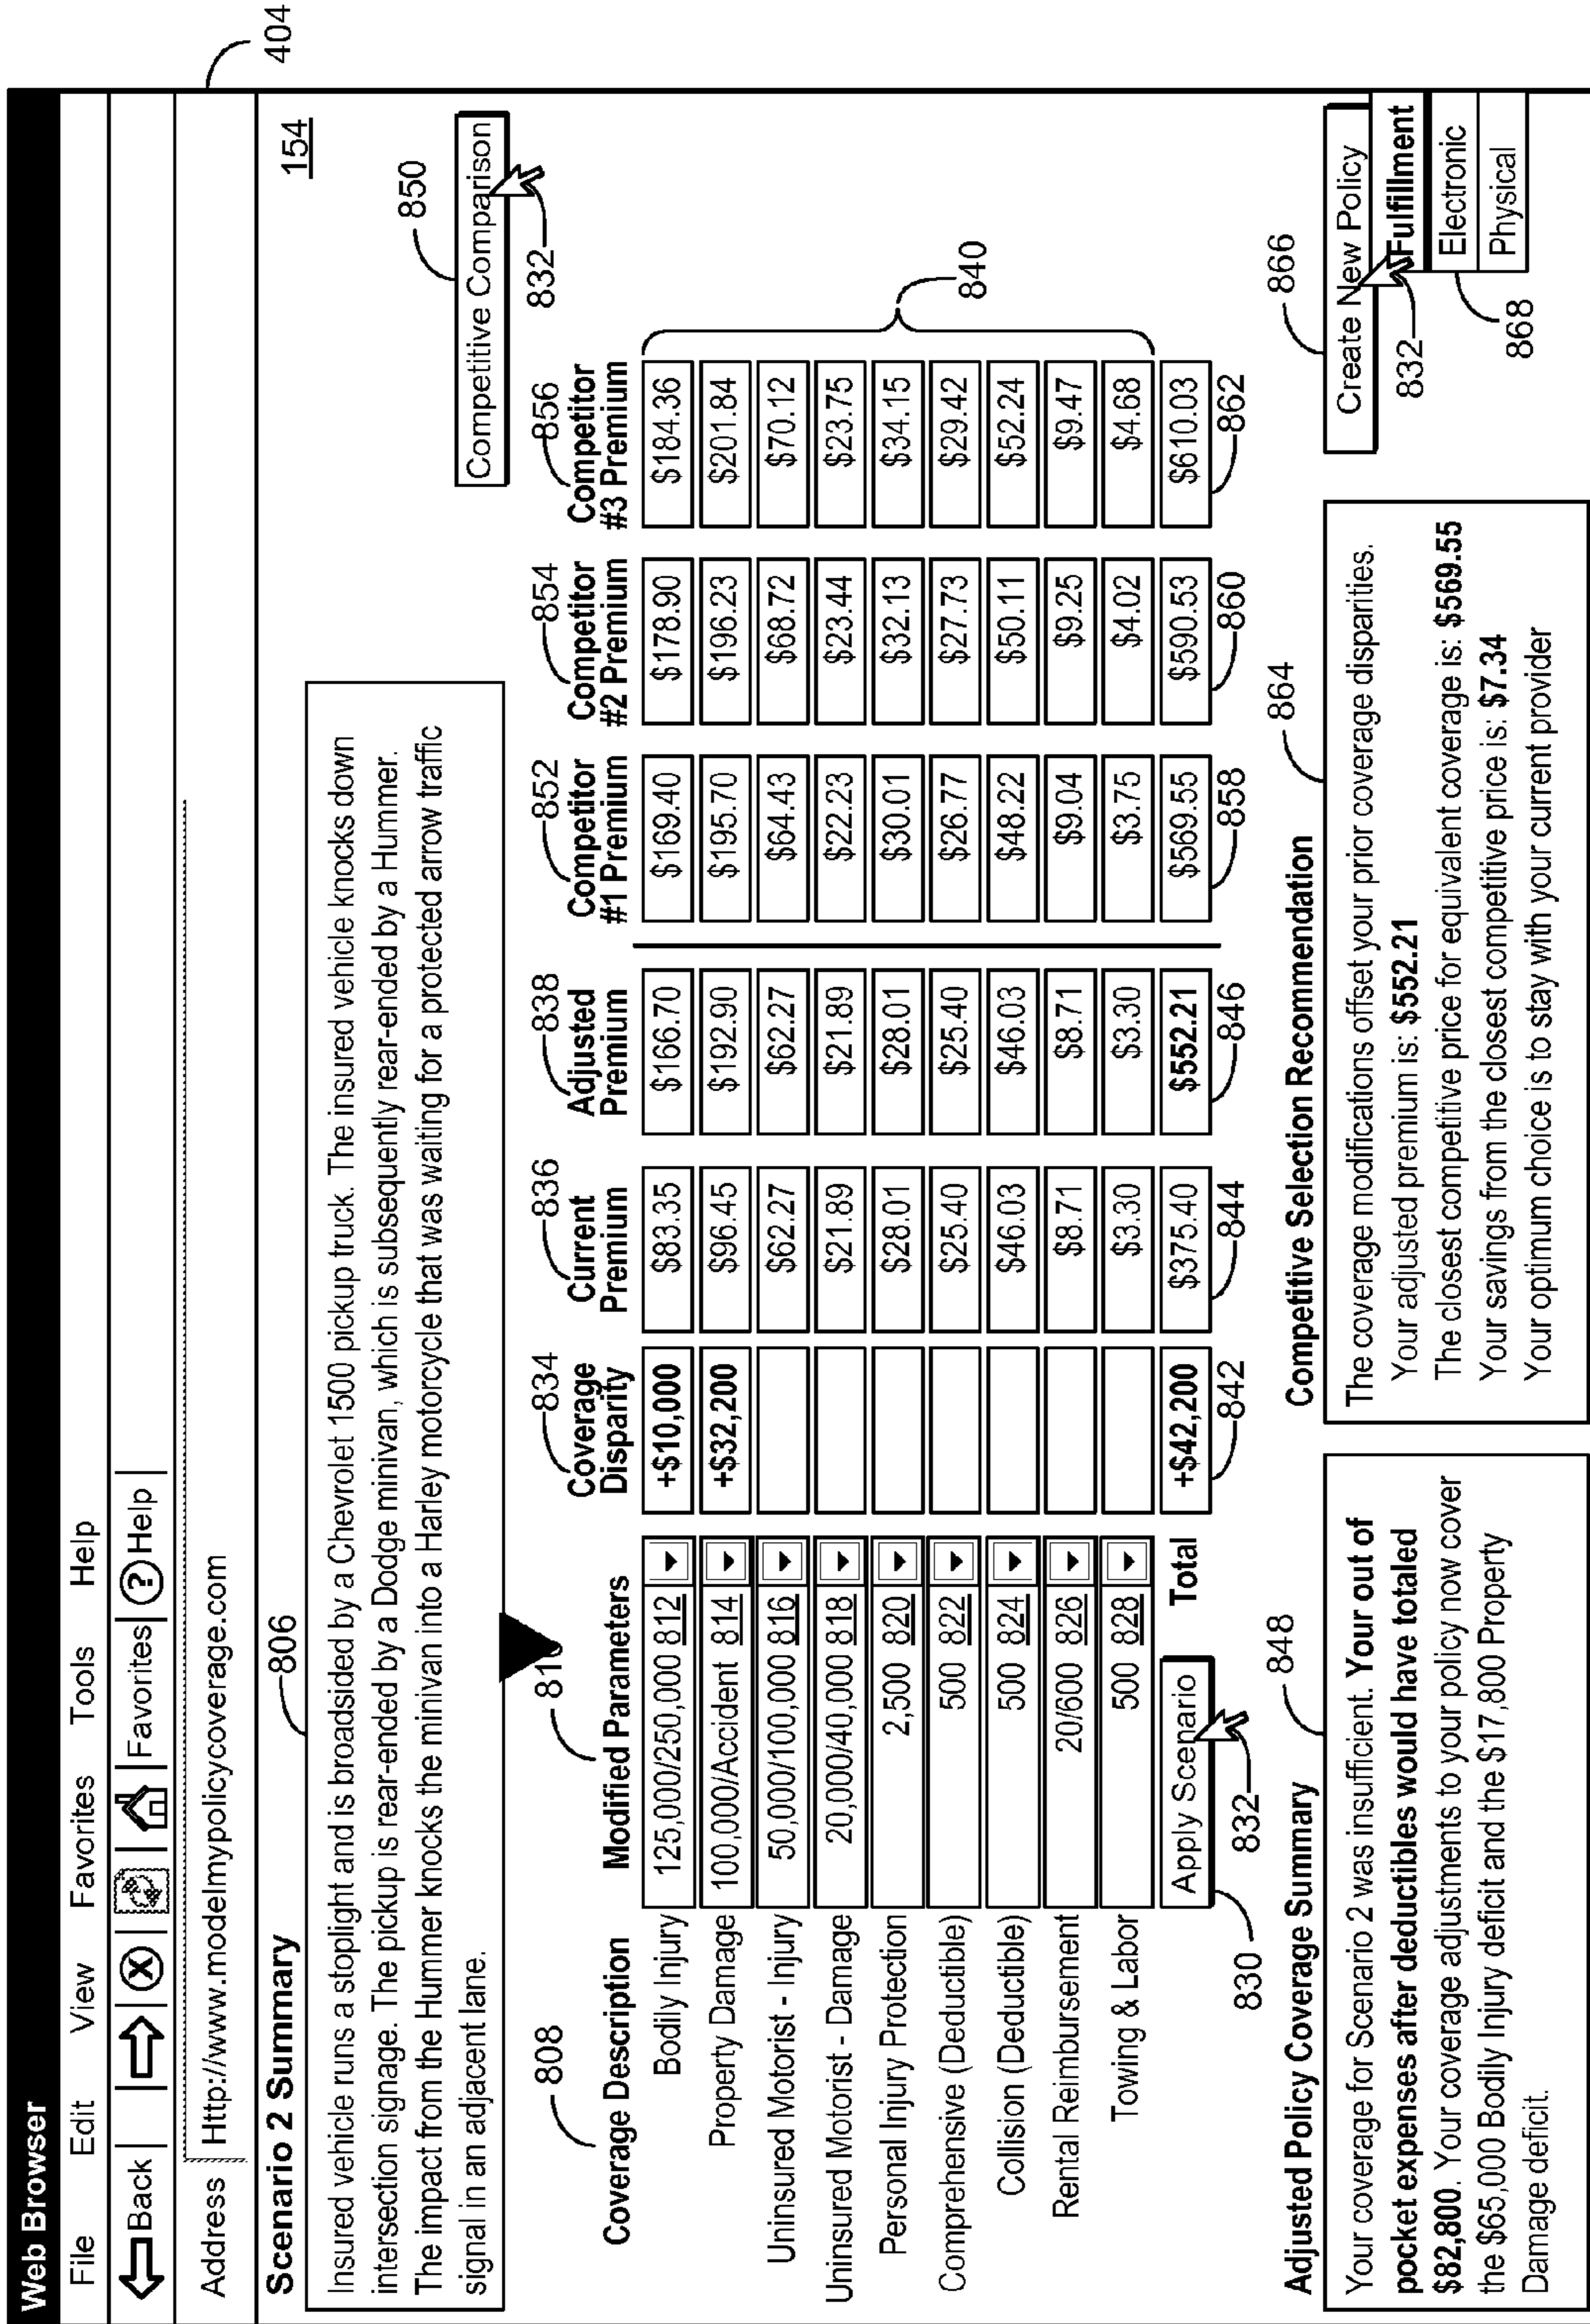 Web Browser
File Edit View Favorites Tools Help
Back Favorites ? Help
Address Http://www.modelmypolicycoverage.com
404
Scenario 2 Summary 806 154
Insured vehicle runs a stoplight and is broadsided by a Chevrolet 1500 pickup truck. The insured vehicle knocks down
intersection signage. The pickup is rear-ended by a Dodge minivan, which is subsequently rear-ended by a Hummer.
The impact from the Hummer knocks the minivan into a Harley motorcycle that was waiting for a protected arrow traffic
signal in an adjacent lane.
850
Competitive Comparison
832
808 810 834 836 838 852 854 856
Coverage Description Modified Parameters Coverage Disparity Current Premium Adjusted Premium Competitor #1 Premium Competitor #2 Premium Competitor #3 Premium
Bodily Injury 125,000/250,000 812 +$10,000 $83.35 $166.70 $169.40 $178.90 $184.36
Property Damage 100,000/Accident 814 +$32,200 $96.45 $192.90 $195.70 $196.23 $201.84
Uninsured Motorist - Injury 50,000/100,000 816 $62.27 $62.27 $64.43 $68.72 $70.12
Uninsured Motorist - Damage 20,000/40,000 818 $21.89 $21.89 $22.23 $23.44 $23.75
Personal Injury Protection 2,500 820 $28.01 $28.01 $30.01 $32.13 $34.15
840
Comprehensive (Deductible) 500 822 $25.40 $25.40 $26.77 $27.73 $29.42
Collision (Deductible) 500 824 $46.03 $46.03 $48.22 $50.11 $52.24
Rental Reimbursement 20/600 826 $8.71 $8.71 $9.04 $9.25 $9.47
Towing & Labor 500 828 $3.30 $3.30 $3.75 $4.02 $4.68
Apply Scenario Total +$42,200 $375.40 $552.21 $569.55 $590.53 $610.03
830 832 842 844 846 858 860 862
Adjusted Policy Coverage Summary 848
Your coverage for Scenario 2 was insufficient. Your out of
pocket expenses after deductibles would have totaled
$82,800. Your coverage adjustments to your policy now cover
the $65,000 Bodily Injury deficit and the $17,800 Property
Damage deficit.
Competitive Selection Recommendation 864
The coverage modifications offset your prior coverage disparities.
Your adjusted premium is: $552.21
The closest competitive price for equivalent coverage is: $569.55
Your savings from the closest competitive price is: $7.34
Your optimum choice is to stay with your current provider
866
Create New Policy
832
Fulfillment
Electronic
Physical
868